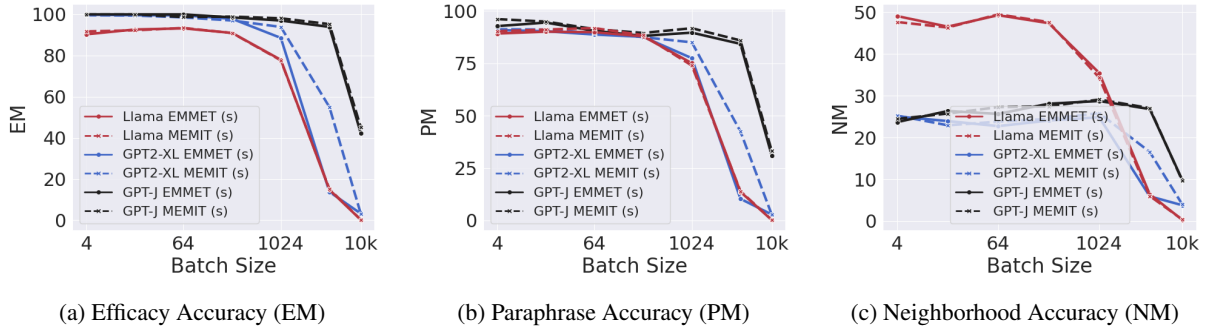 EM
100
80
60
40
20
0
Llama EMMET (s)
Llama MEMIT (s)
GPT2-XL EMMET (s)
GPT2-XL MEMIT (s)
GPT-J EMMET (s)
GPT-J MEMIT (s)
4 64 1024 10k
Batch Size
(a) Efficacy Accuracy (EM)
PM
100
75
50
25
0
Llama EMMET (s)
Llama MEMIT (s)
GPT2-XL EMMET (s)
GPT2-XL MEMIT (s)
GPT-J EMMET (s)
GPT-J MEMIT (s)
4 64 1024 10k
Batch Size
(b) Paraphrase Accuracy (PM)
NM
50
40
30
20
10
0
Llama EMMET (s)
Llama MEMIT (s)
GPT2-XL EMMET (s)
GPT2-XL MEMIT (s)
GPT-J EMMET (s)
GPT-J MEMIT (s)
4 64 1024 10k
Batch Size
(c) Neighborhood Accuracy (NM)